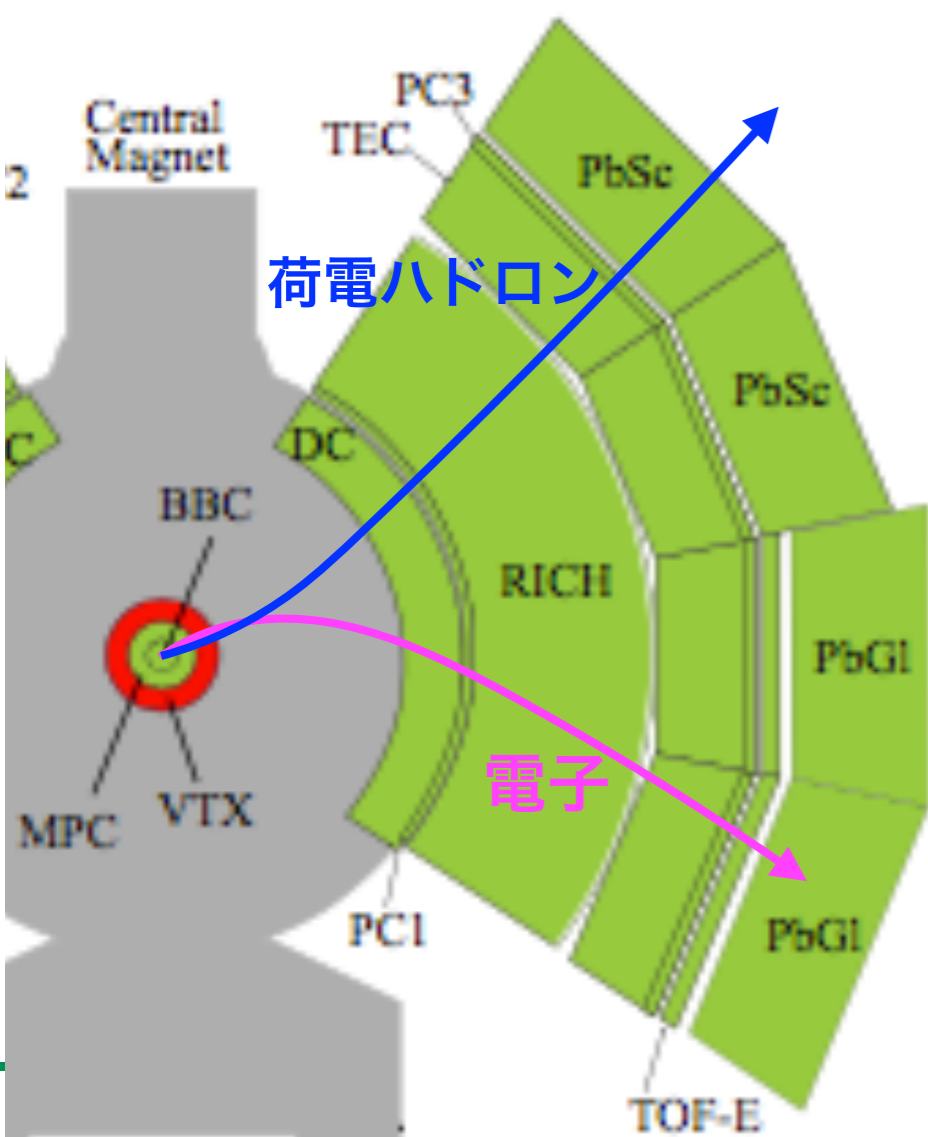 PC3
Central
Magnet
TEC
2
PbSc
荷電ハドロン
PbSc
DC
C
BBC
RICH
PbGl
電子
MPC
VTX
PC1
PbGl
TOF-E